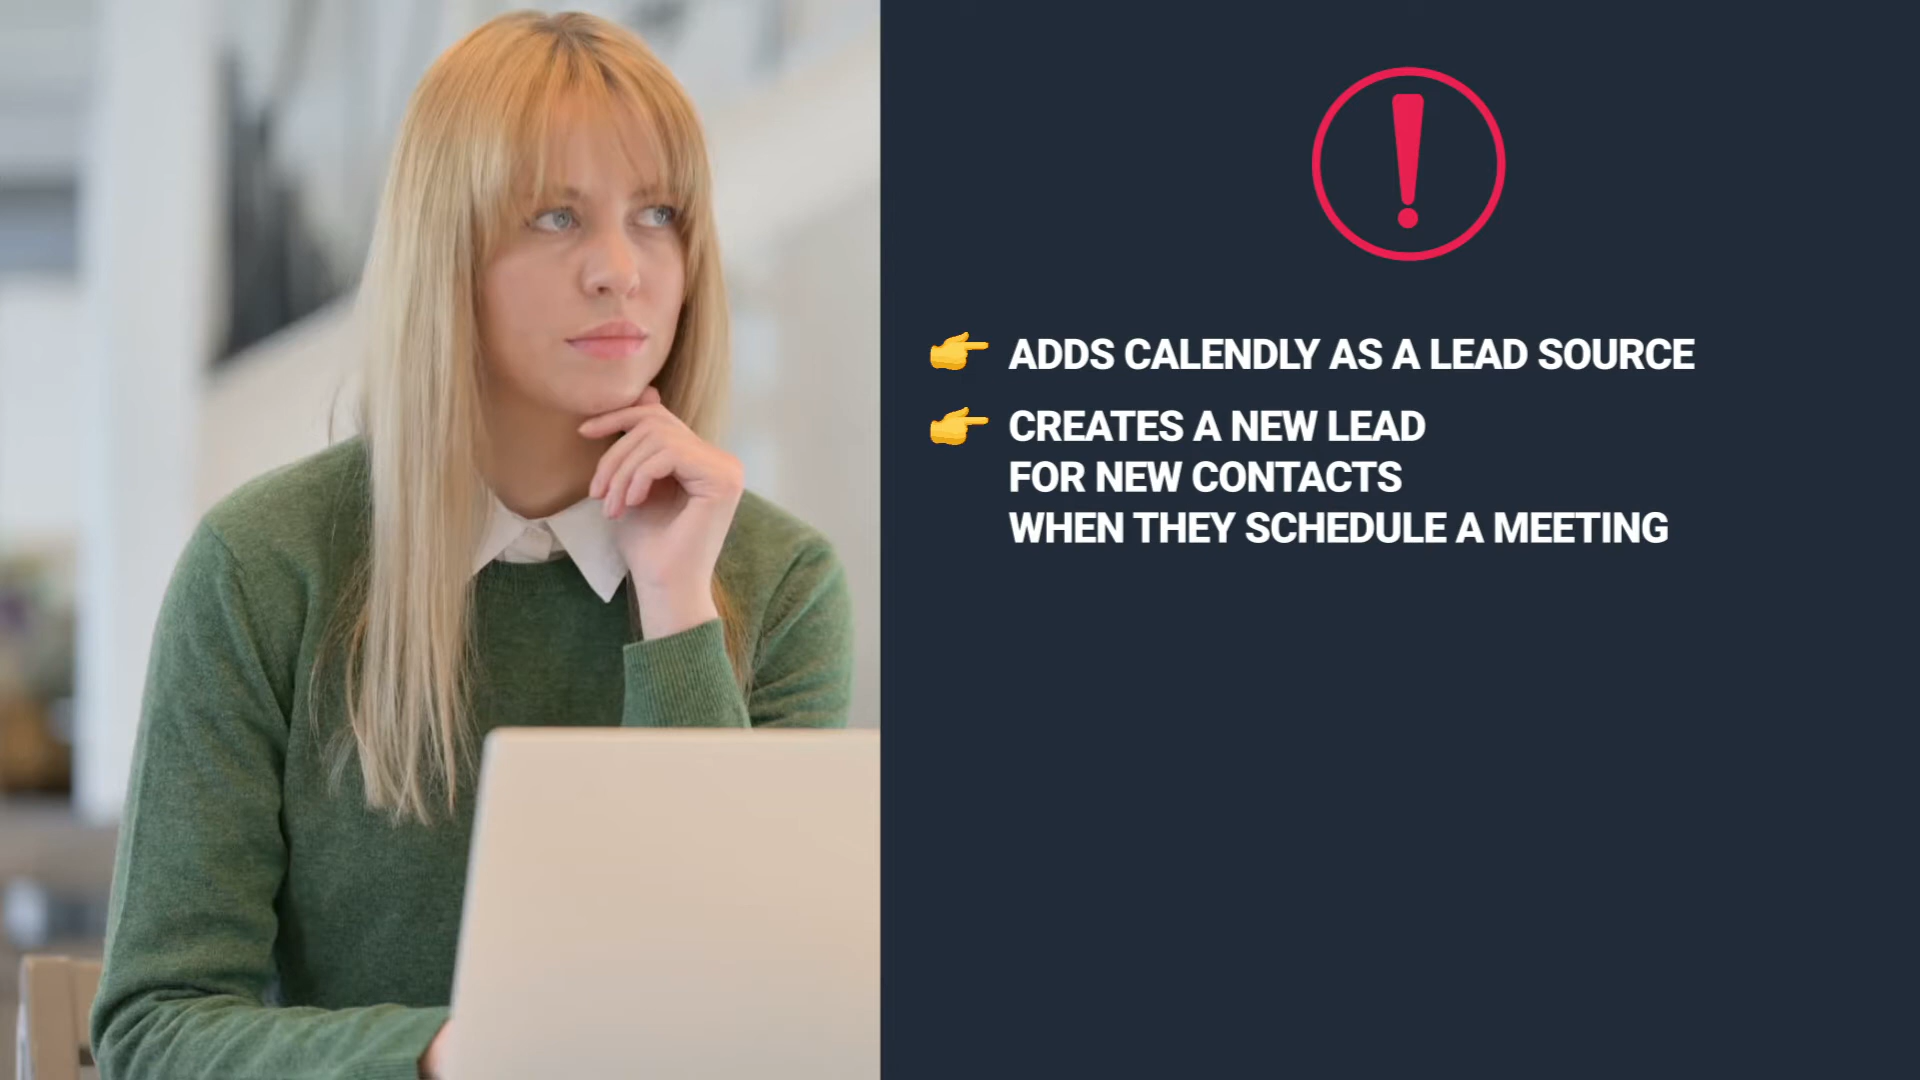 ADDS CALENDLY AS A LEAD SOURCE
CREATES A NEW LEAD
FOR NEW CONTACTS
WHEN THEY SCHEDULE A MEETING